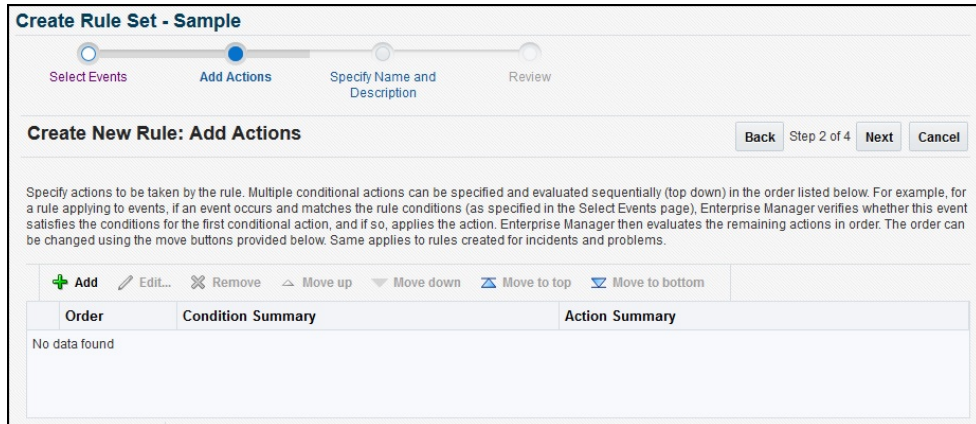 Create Rule Set - Sample
Select Events
Add Actions
Specify Name and
Description
Review
Create New Rule: Add Actions
Back Step 2 of 4 Next Cancel
Specify actions to be taken by the rule. Multiple conditional actions can be specified and evaluated sequentially (top down) in the order listed below. For example, for
a rule applying to events, if an event occurs and matches the rule conditions (as specified in the Select Events page), Enterprise Manager verifies whether this event
satisfies the conditions for the first conditional action, and if so, applies the action. Enterprise Manager then evaluates the remaining actions in order. The order can
be changed using the move buttons provided below. Same applies to rules created for incidents and problems.
Add Edit... Remove Move up Move down Move to top Move to bottom
Order Condition Summary Action Summary
No data found